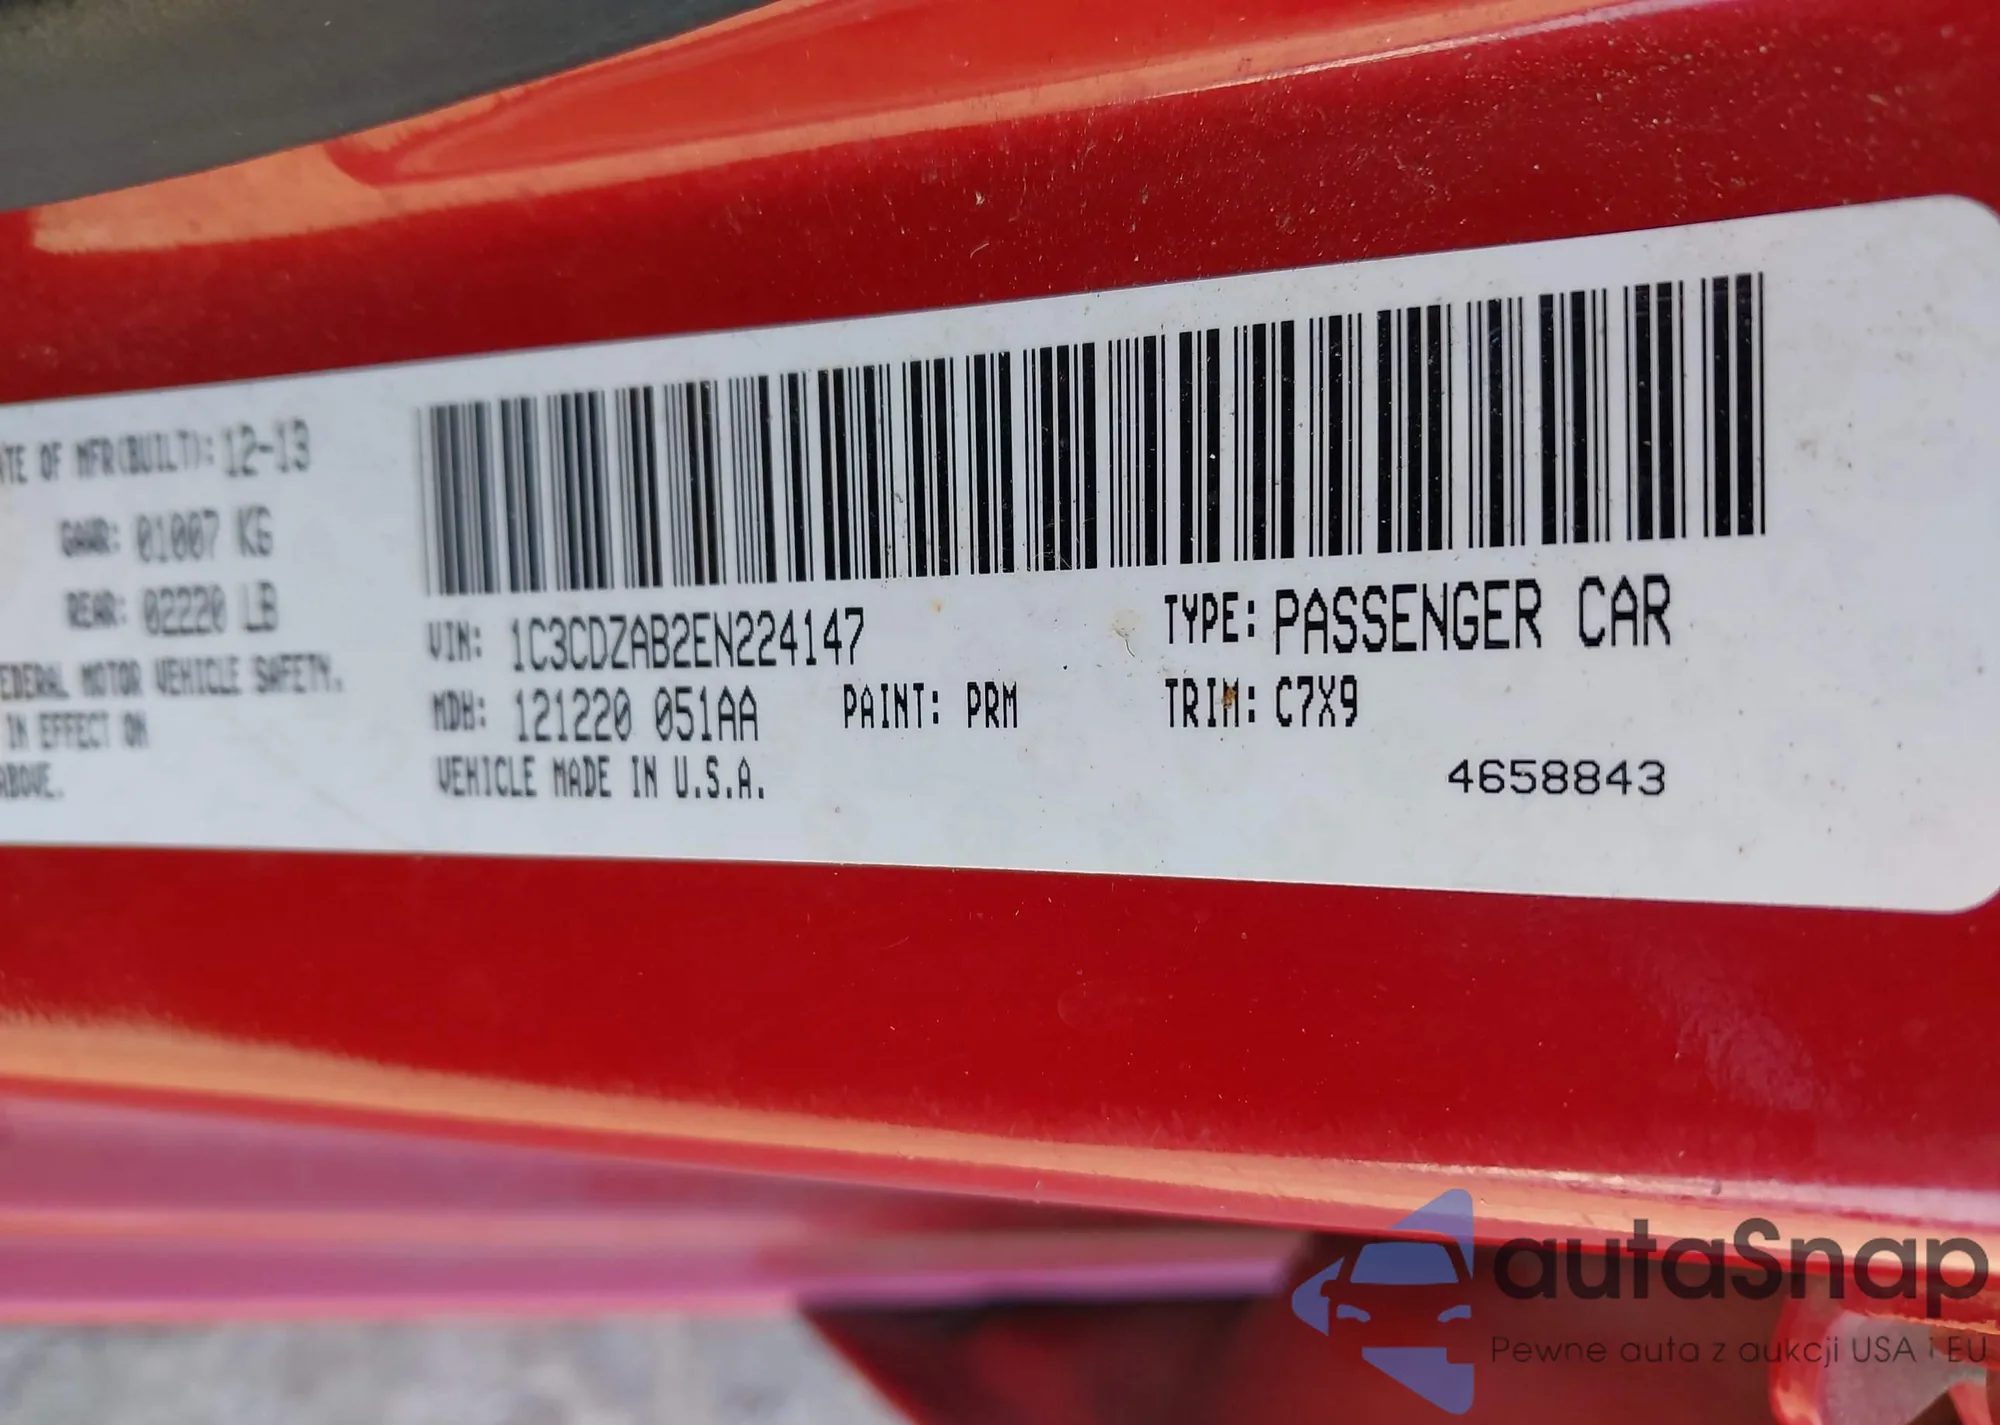 ATE OF MFR(BUILT): 12-13
GAWR: 01007 KG
REAR: 02220 LB
EDERAL MOTOR VEHICLE SAFETY.
IN EFFECT ON
ABOVE.
VIN: 1C3CDZAB2EN224147
TYPE: PASSENGER CAR
MDH: 121220 051AA PAINT: PRM TRIM: C7X9
VEHICLE MADE IN U.S.A.
4658843
autaSnap
Pewne auta z aukcji USA i EU